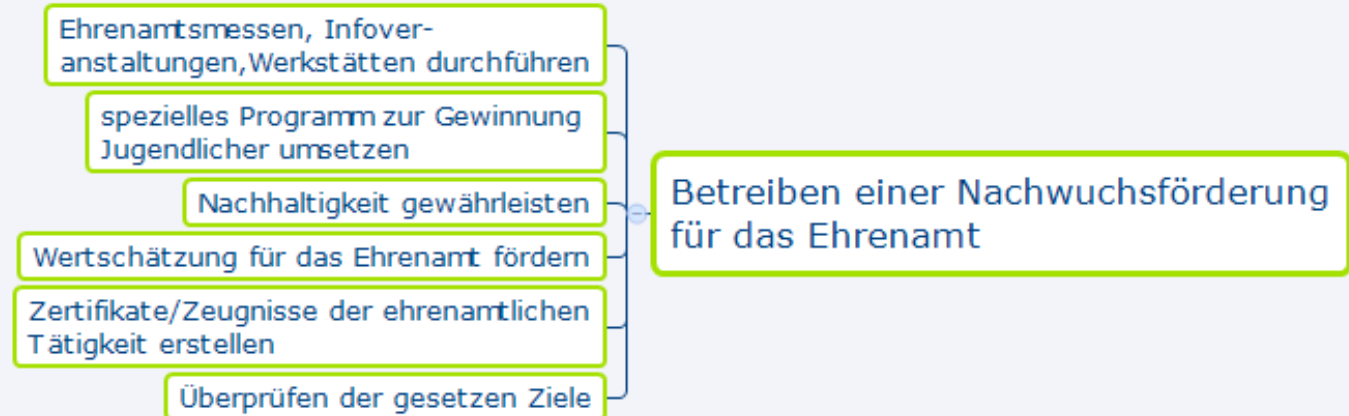 Ehrenamtsmessen, Infover-
anstaltungen,Werkstätten durchführen
spezielles Programm zur Gewinnung
Jugendlicher umsetzen
Nachhaltigkeit gewährleisten
Wertschätzung für das Ehrenamt fördern
Zertifikate/Zeugnisse der ehrenamtlichen
Tätigkeit erstellen
Überprüfen der gesetzen Ziele
Betreiben einer Nachwuchsförderung
für das Ehrenamt